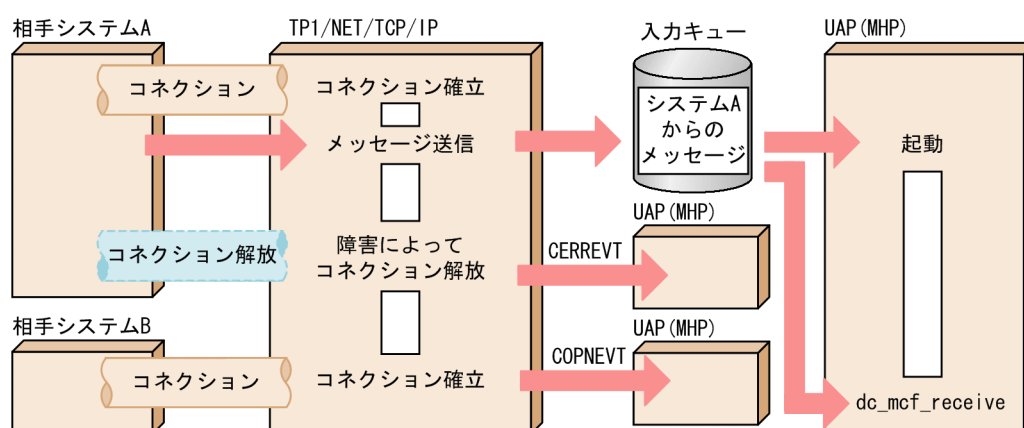 相手システムA
TP1/NET/TCP/IP
入力キュー
UAP(MHP)
コネクション
コネクション確立
メッセージ送信
システムA
からの
メッセージ
起動
コネクション解放
障害によって
コネクション解放
CERREVT
UAP(MHP)
相手システムB
コネクション
コネクション確立
COPNEVT
UAP(MHP)
dc_mcf_receive